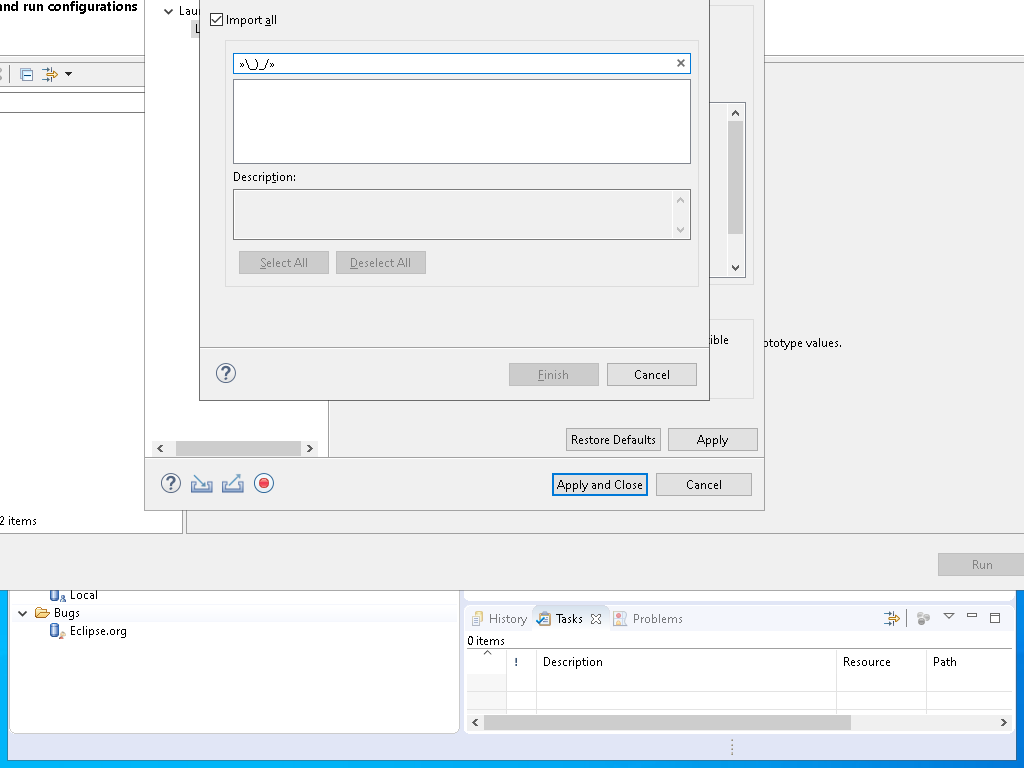 and run configurations
Import all
»\_)_/»
Description:
Select All
Deselect All
ible
ototype values.
Finish
Cancel
Restore Defaults
Apply
Apply and Close
Cancel
2 items
Run
Local
Bugs
Eclipse.org
History
Tasks
Problems
0 items
!
Description
Resource
Path